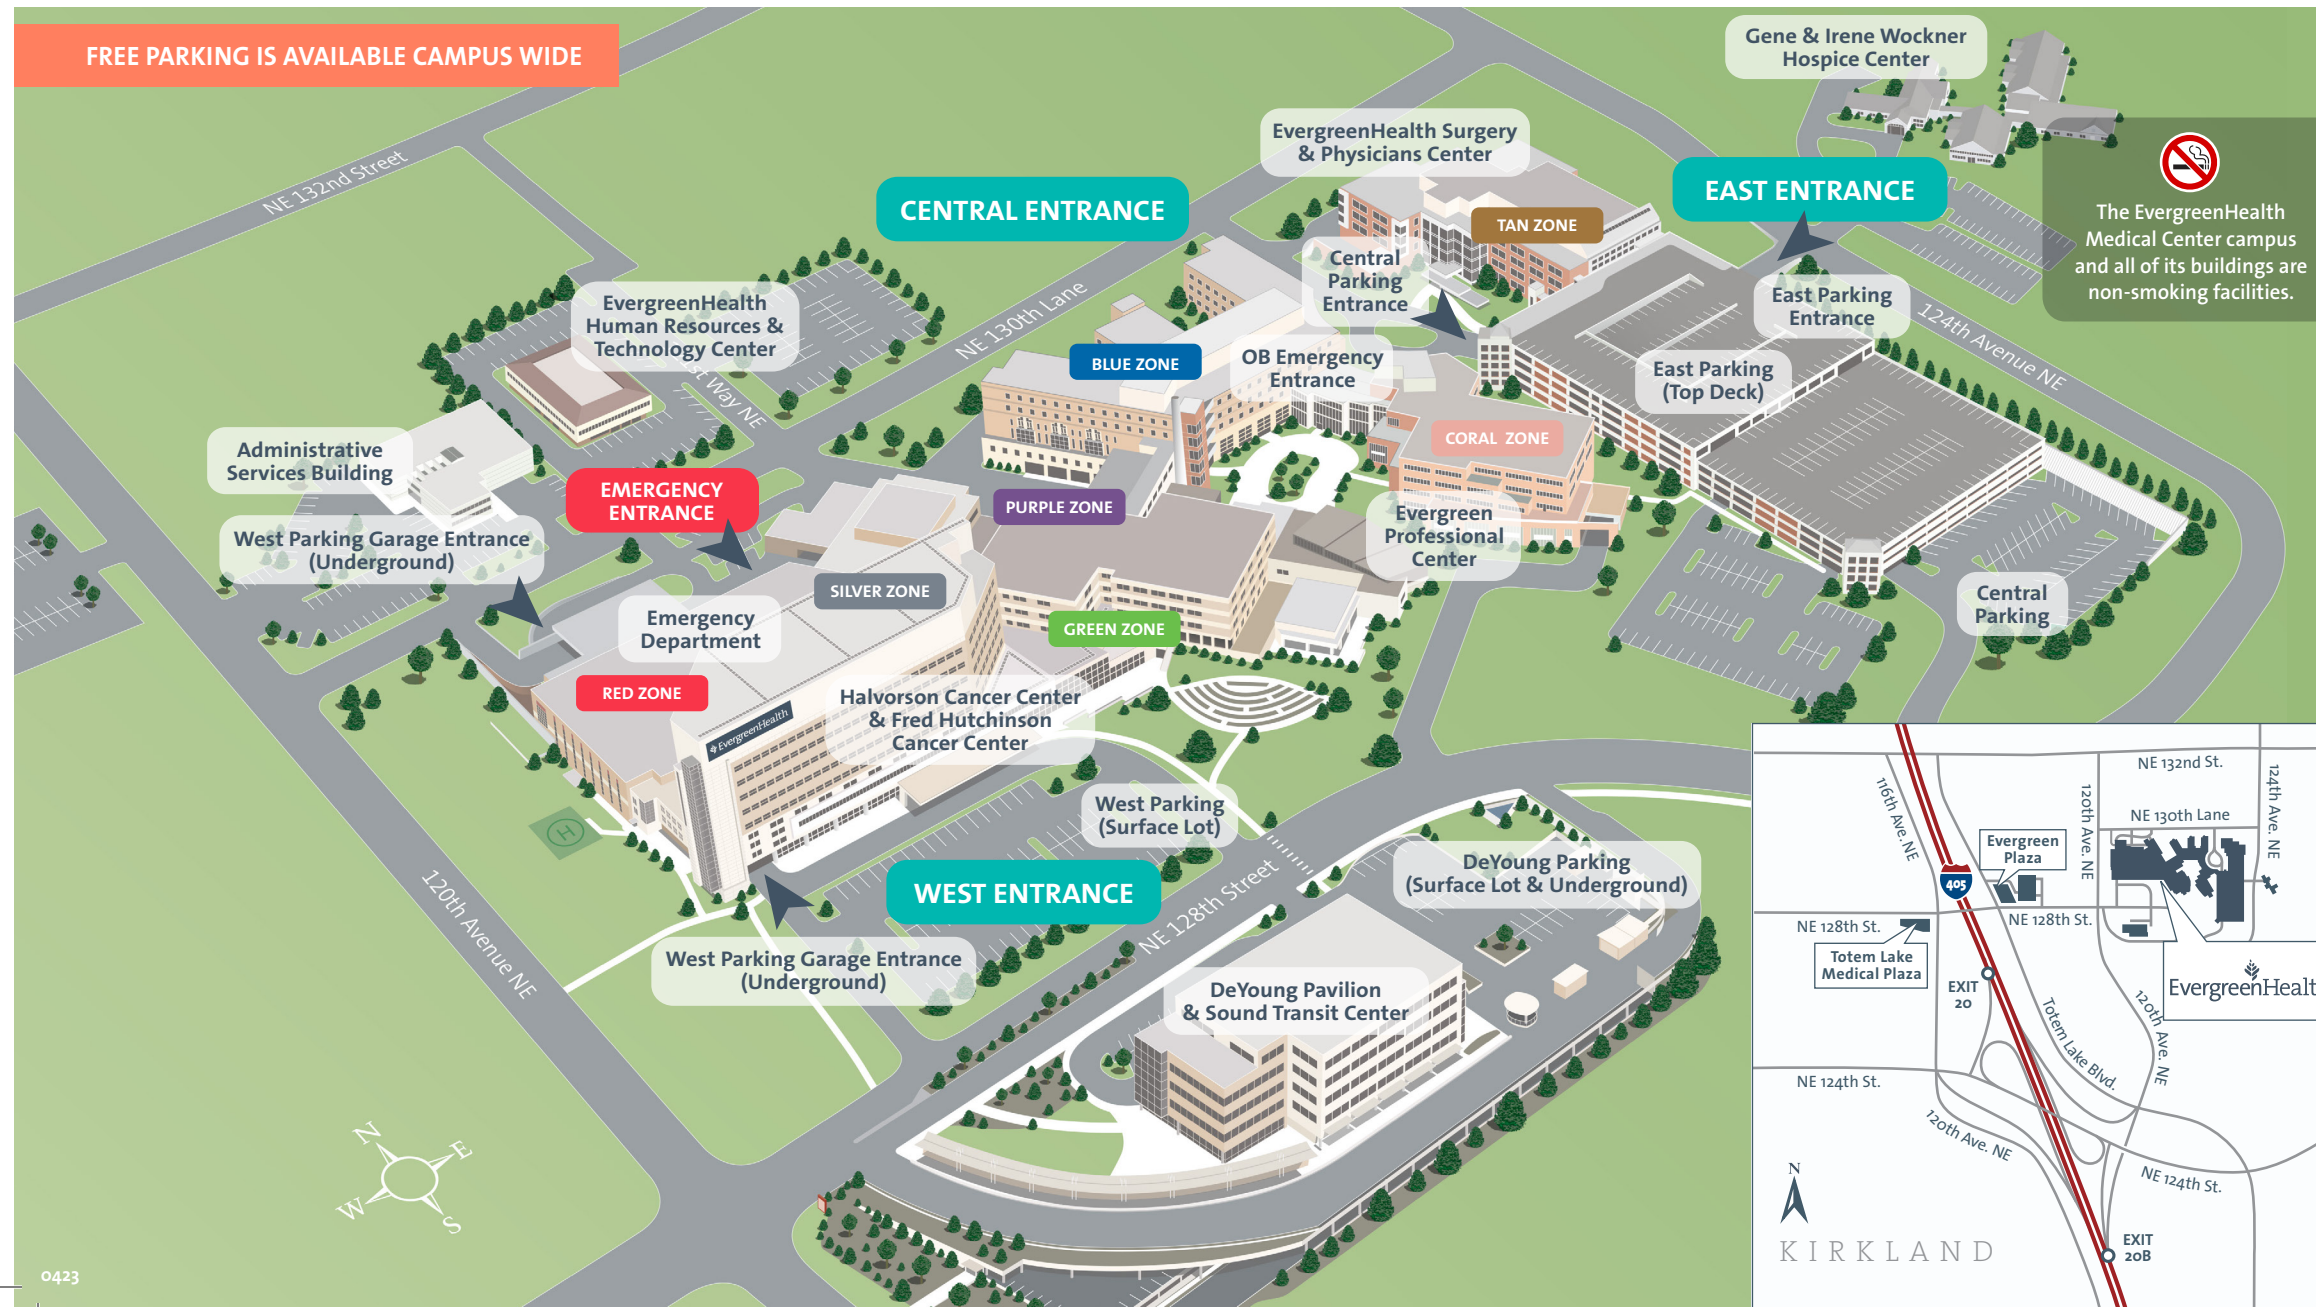 FREE PARKING IS AVAILABLE CAMPUS WIDE
Gene & Irene Wockner
Hospice Center
EvergreenHealth Surgery
& Physicians Center
The EvergreenHealth
Medical Center campus
and all of its buildings are
non-smoking facilities.
NE 132nd Street
CENTRAL ENTRANCE
EAST ENTRANCE
TAN ZONE
Central
Parking
Entrance
East Parking
Entrance
124th Avenue NE
EvergreenHealth
Human Resources &
Technology Center
NE 130th Lane
Way NE
BLUE ZONE
OB Emergency
Entrance
East Parking
(Top Deck)
CORAL ZONE
Administrative
Services Building
EMERGENCY
ENTRANCE
PURPLE ZONE
Evergreen
Professional
Center
West Parking Garage Entrance
(Underground)
SILVER ZONE
Emergency
Department
GREEN ZONE
Central
Parking
RED ZONE
EvergreenHealth
Halvorson Cancer Center
& Fred Hutchinson
Cancer Center
H
West Parking
(Surface Lot)
WEST ENTRANCE
DeYoung Parking
(Surface Lot & Underground)
NE 128th Street
120th Avenue NE
West Parking Garage Entrance
(Underground)
DeYoung Pavilion
& Sound Transit Center
N
E
W
S
0423
NE 132nd St.
116th Ave. NE
120th Ave. NE
124th Ave. NE
NE 130th Lane
Evergreen
Plaza
405
NE 128th St.
NE 128th St.
Totem Lake
Medical Plaza
EXIT
20
EvergreenHealt
Totem Lake Blvd.
120th Ave. NE
NE 124th St.
120th Ave. NE
NE 124th St.
N
KIRKLAND
EXIT
20B